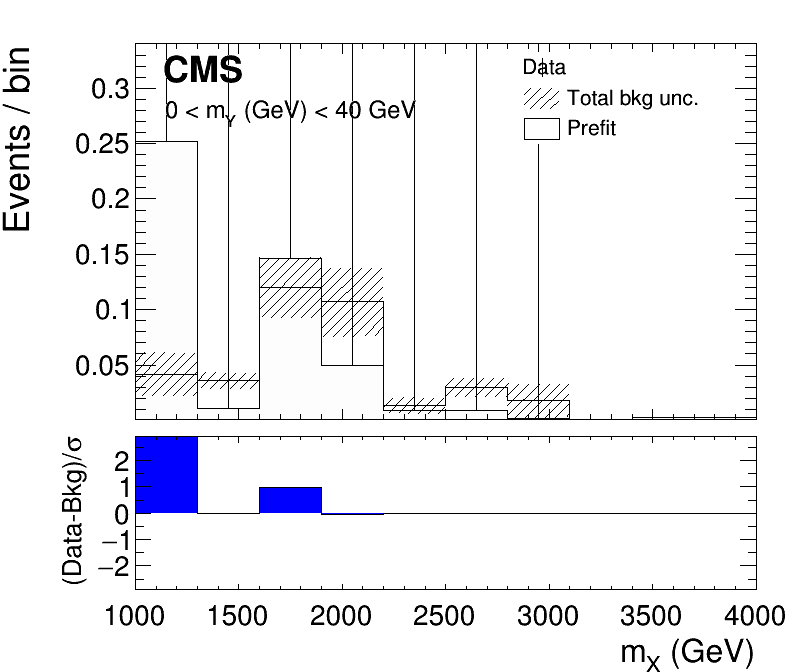 CMS
0 < mY (GeV) < 40 GeV
Data
Total bkg unc.
Prefit
Events / bin
0.3
0.25
0.2
0.15
0.1
0.05
(Data-Bkg)/σ
2
1
0
−1
−2
1000 1500 2000 2500 3000 3500 4000
mX (GeV)